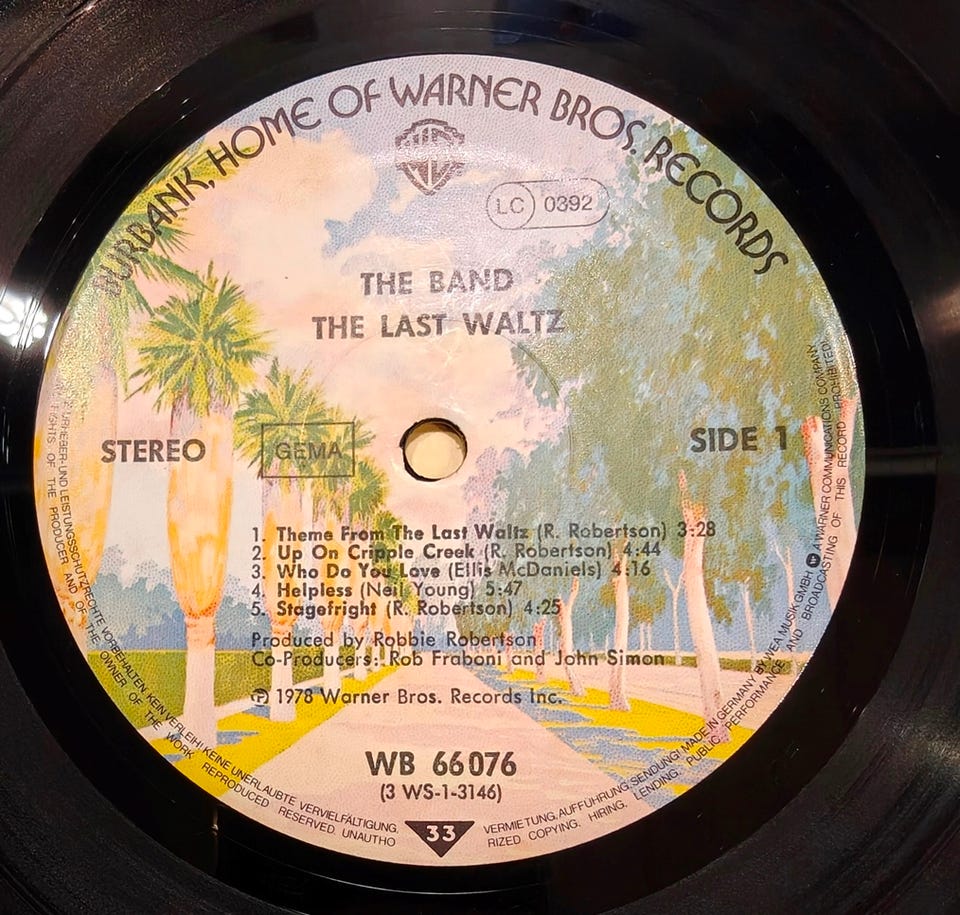 BURBANK, HOME OF WARNER BROS. RECORDS
LC 0392
THE BAND
THE LAST WALTZ
STEREO
GEMA
SIDE 1
1. Theme From The Last Waltz (R. Robertson) 3:28
2. Up On Cripple Creek (R. Robertson) 4:44
3. Who Do You Love (Ellis McDaniels) 4:16
4. Helpless (Neil Young) 5:47
5. Stagefright (R. Robertson) 4:25
Produced by Robbie Robertson
Co-Producers: Rob Fraboni and John Simon
℗ 1978 Warner Bros. Records Inc.
WB 66076
(3 WS-1-3146)
33
URHEBER- UND LEISTUNGSSCHUTZRECHTE VORBEHALTEN. KEIN VERLEIH! KEINE UNERLAUBTE VERVIELFÄLTIGUNG, VERMIETUNG, AUFFÜHRUNG, SENDUNG! MADE IN GERMANY BY WEA MUSIK GMBH A WARNER COMMUNICATIONS COMPANY
RIGHTS OF THE PRODUCER AND OF THE OWNER OF THE WORK REPRODUCED RESERVED. UNAUTHORIZED COPYING, HIRING, LENDING, PUBLIC PERFORMANCE AND BROADCASTING OF THIS RECORD PROHIBITED!